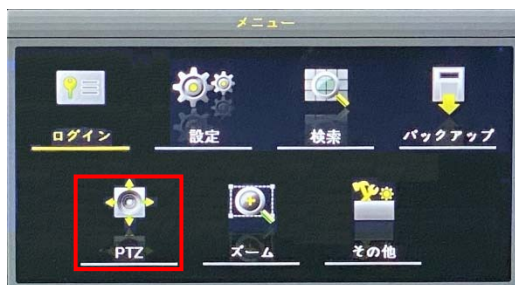 メニュー
ログイン
設定
検索
バックアップ
PTZ
ズーム
その他